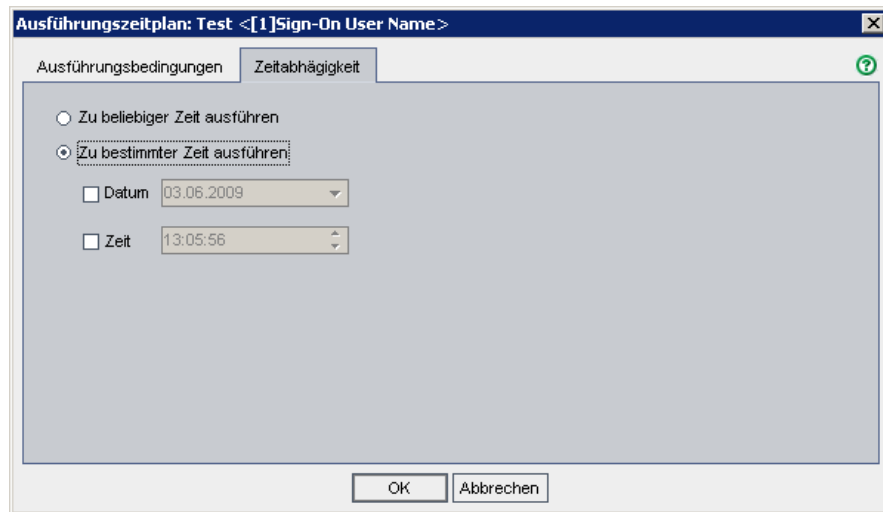 Ausführungszeitplan: Test <[1]Sign-On User Name>
Ausführungsbedingungen Zeitabhägigkeit
Zu beliebiger Zeit ausführen
Zu bestimmter Zeit ausführen
Datum 03.06.2009
Zeit 13:05:56
OK Abbrechen